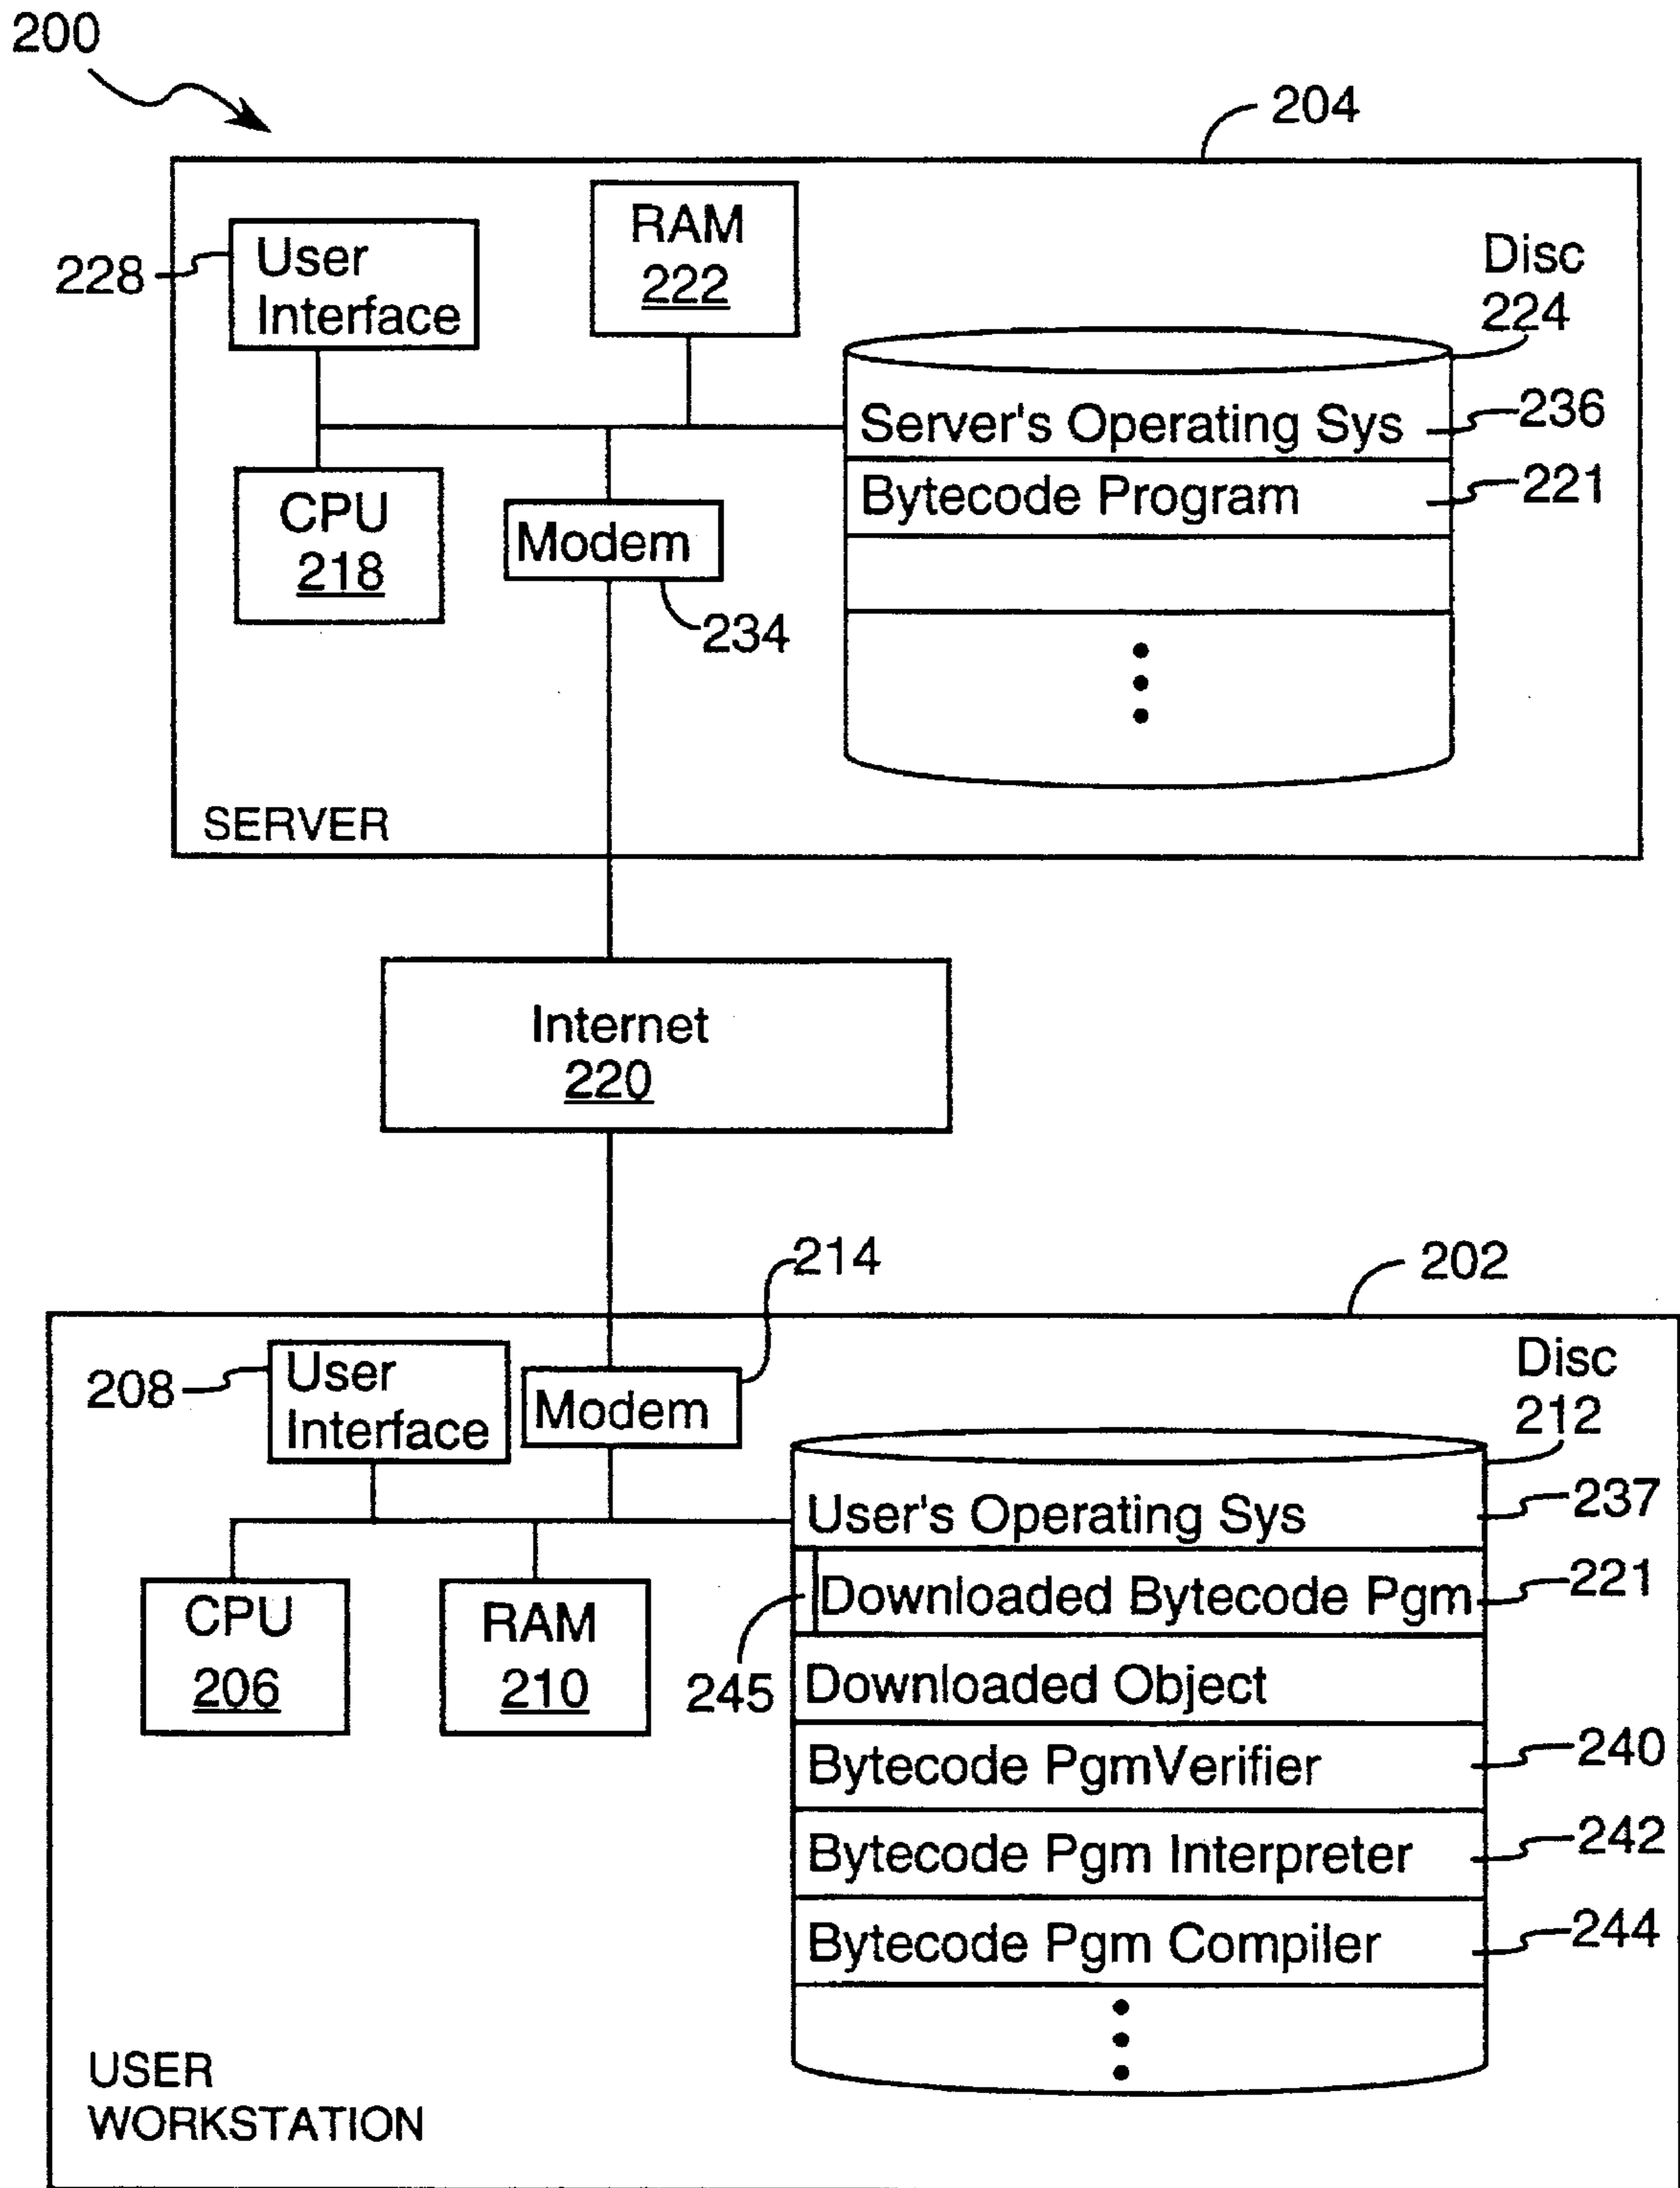 200
204
User
Interface
228
RAM
222
Disc
224
Server's Operating Sys
236
Bytecode Program
221
CPU
218
Modem
234
SERVER
Internet
220
214
202
User
Interface
208
Modem
Disc
212
User's Operating Sys
237
Downloaded Bytecode Pgm
221
245
CPU
206
RAM
210
Downloaded Object
Bytecode PgmVerifier
240
Bytecode Pgm Interpreter
242
Bytecode Pgm Compiler
244
USER
WORKSTATION